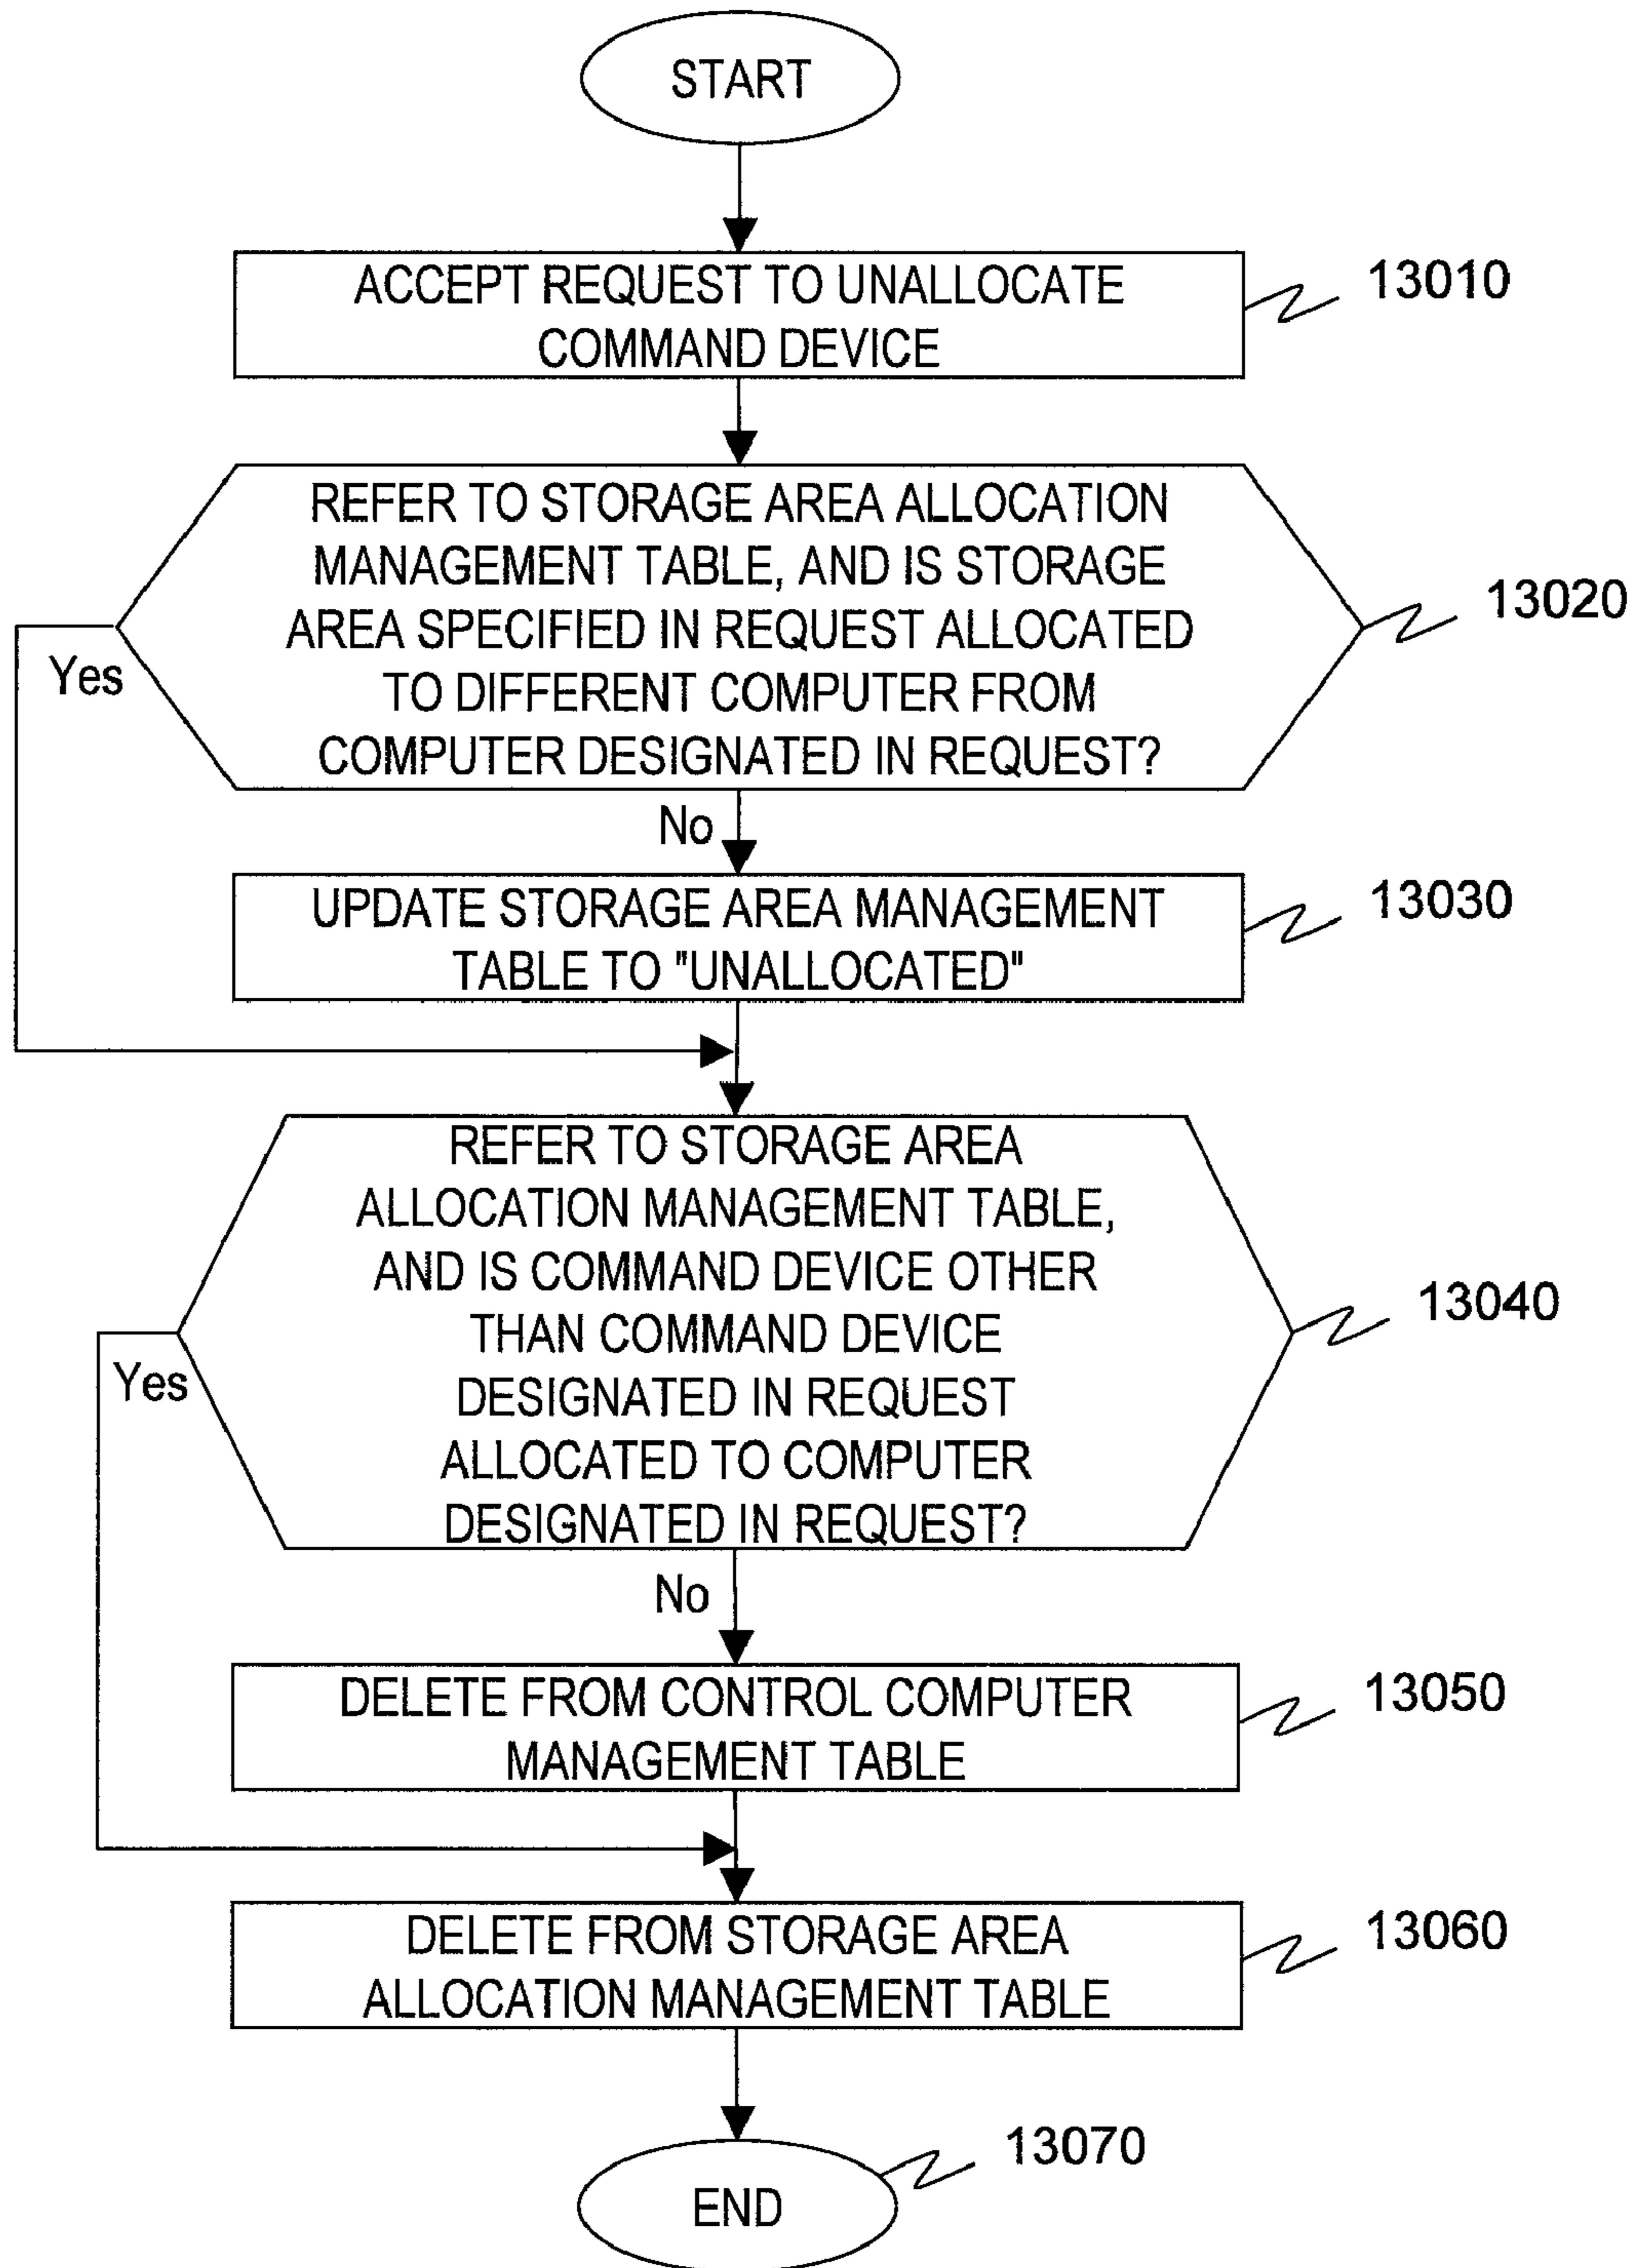 START
ACCEPT REQUEST TO UNALLOCATE
COMMAND DEVICE
13010
REFER TO STORAGE AREA ALLOCATION
MANAGEMENT TABLE, AND IS STORAGE
AREA SPECIFIED IN REQUEST ALLOCATED
TO DIFFERENT COMPUTER FROM
COMPUTER DESIGNATED IN REQUEST?
13020
Yes
No
UPDATE STORAGE AREA MANAGEMENT
TABLE TO "UNALLOCATED"
13030
REFER TO STORAGE AREA
ALLOCATION MANAGEMENT TABLE,
AND IS COMMAND DEVICE OTHER
THAN COMMAND DEVICE
DESIGNATED IN REQUEST
ALLOCATED TO COMPUTER
DESIGNATED IN REQUEST?
13040
Yes
No
DELETE FROM CONTROL COMPUTER
MANAGEMENT TABLE
13050
DELETE FROM STORAGE AREA
ALLOCATION MANAGEMENT TABLE
13060
13070
END